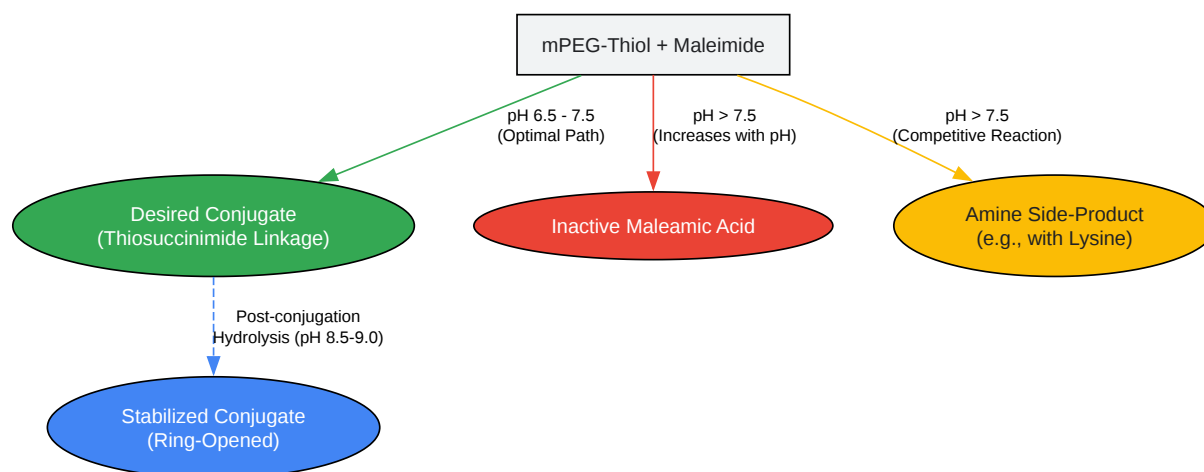 mPEG-Thiol + Maleimide
pH 6.5 - 7.5
(Optimal Path)
pH > 7.5
(Increases with pH)
pH > 7.5
(Competitive Reaction)
Desired Conjugate
(Thiosuccinimide Linkage)
Inactive Maleamic Acid
Amine Side-Product
(e.g., with Lysine)
Post-conjugation
Hydrolysis (pH 8.5-9.0)
Stabilized Conjugate
(Ring-Opened)